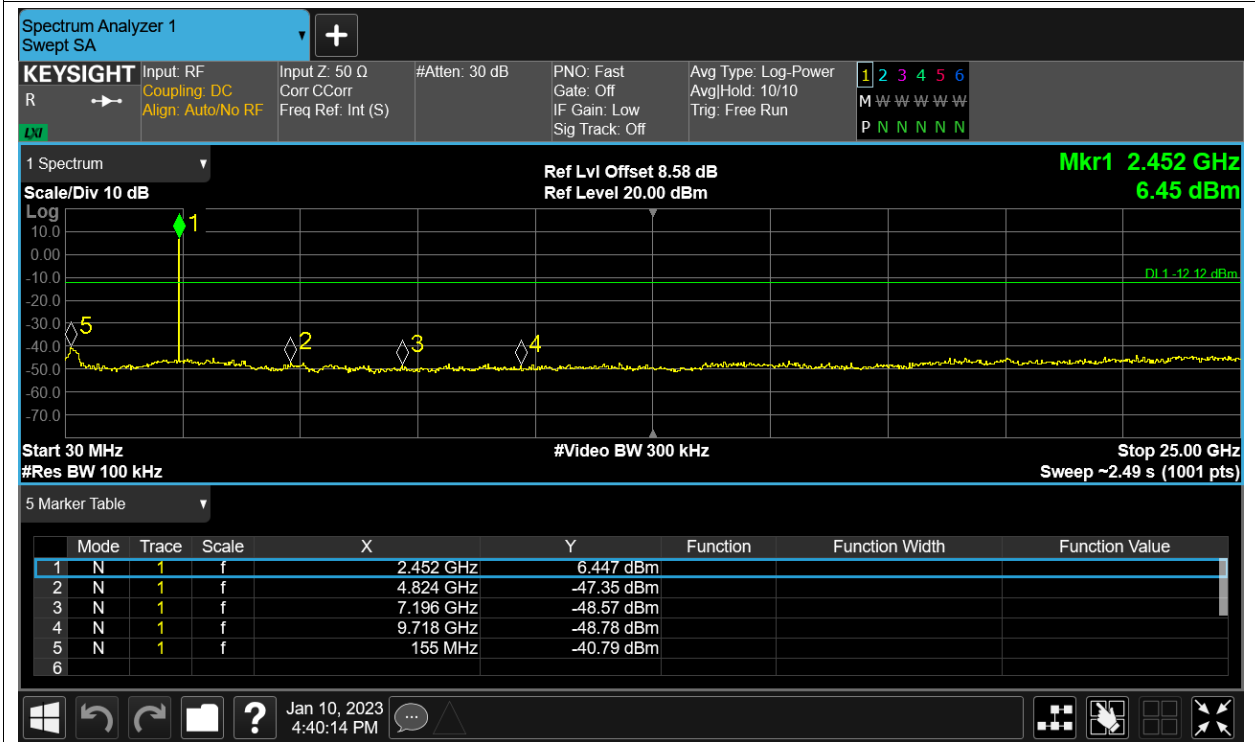 Spectrum Analyzer 1
Swept SA
+
KEYSIGHT
R
LXI
Input: RF
Coupling: DC
Align: Auto/No RF
Input Z: 50 Ω
Corr CCorr
Freq Ref: Int (S)
#Atten: 30 dB
PNO: Fast
Gate: Off
IF Gain: Low
Sig Track: Off
Avg Type: Log-Power
Avg|Hold: 10/10
Trig: Free Run
1 2 3 4 5 6
M W W W W W
P N N N N N
1 Spectrum
Scale/Div 10 dB
Ref Lvl Offset 8.58 dB
Ref Level 20.00 dBm
Mkr1 2.452 GHz
6.45 dBm
Log
10.0
0.00
-10.0
-20.0
-30.0
-40.0
-50.0
-60.0
-70.0
1
DL1 -12.12 dBm
5
2
3
4
Start 30 MHz
#Video BW 300 kHz
Stop 25.00 GHz
#Res BW 100 kHz
Sweep ~2.49 s (1001 pts)
5 Marker Table
Mode Trace Scale X Y Function Function Width Function Value
1 N 1 f 2.452 GHz 6.447 dBm
2 N 1 f 4.824 GHz -47.35 dBm
3 N 1 f 7.196 GHz -48.57 dBm
4 N 1 f 9.718 GHz -48.78 dBm
5 N 1 f 155 MHz -40.79 dBm
6
?
Jan 10, 2023
4:40:14 PM